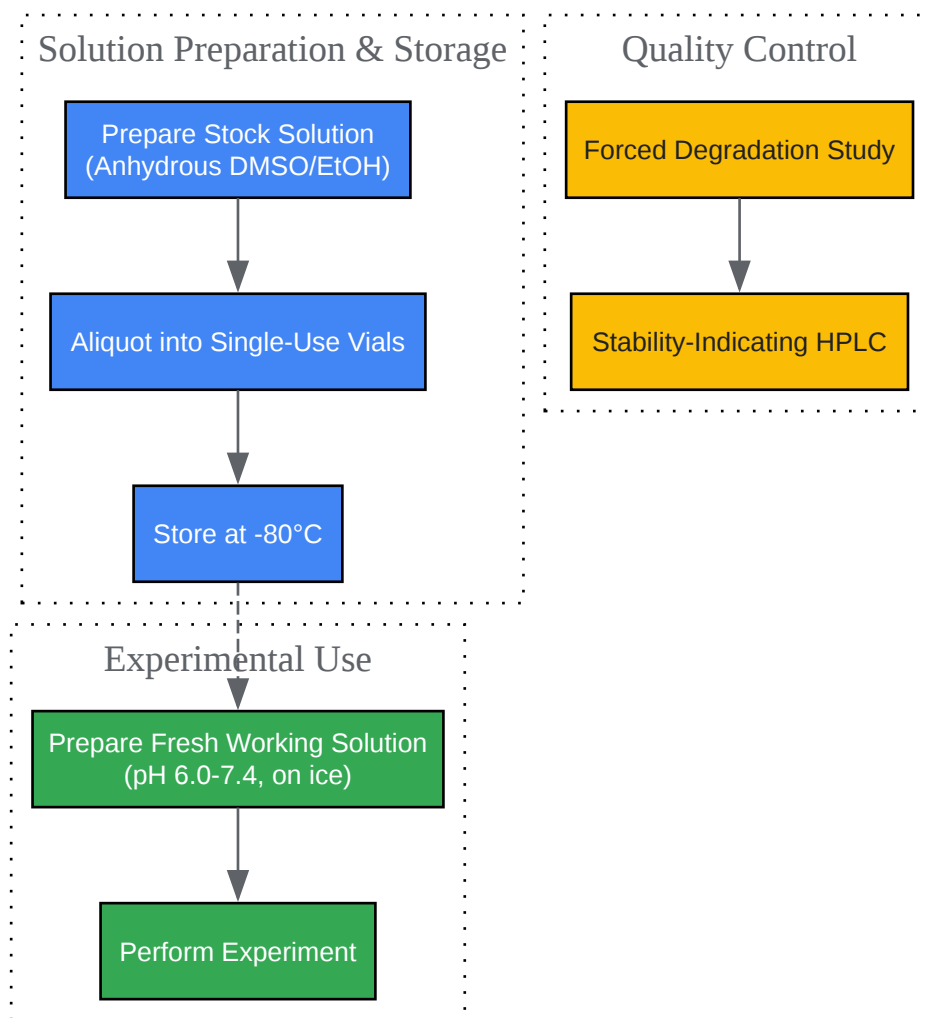 Solution Preparation & Storage
Prepare Stock Solution
(Anhydrous DMSO/EtOH)
Aliquot into Single-Use Vials
Store at -80°C
Experimental Use
Prepare Fresh Working Solution
(pH 6.0-7.4, on ice)
Perform Experiment
Quality Control
Forced Degradation Study
Stability-Indicating HPLC